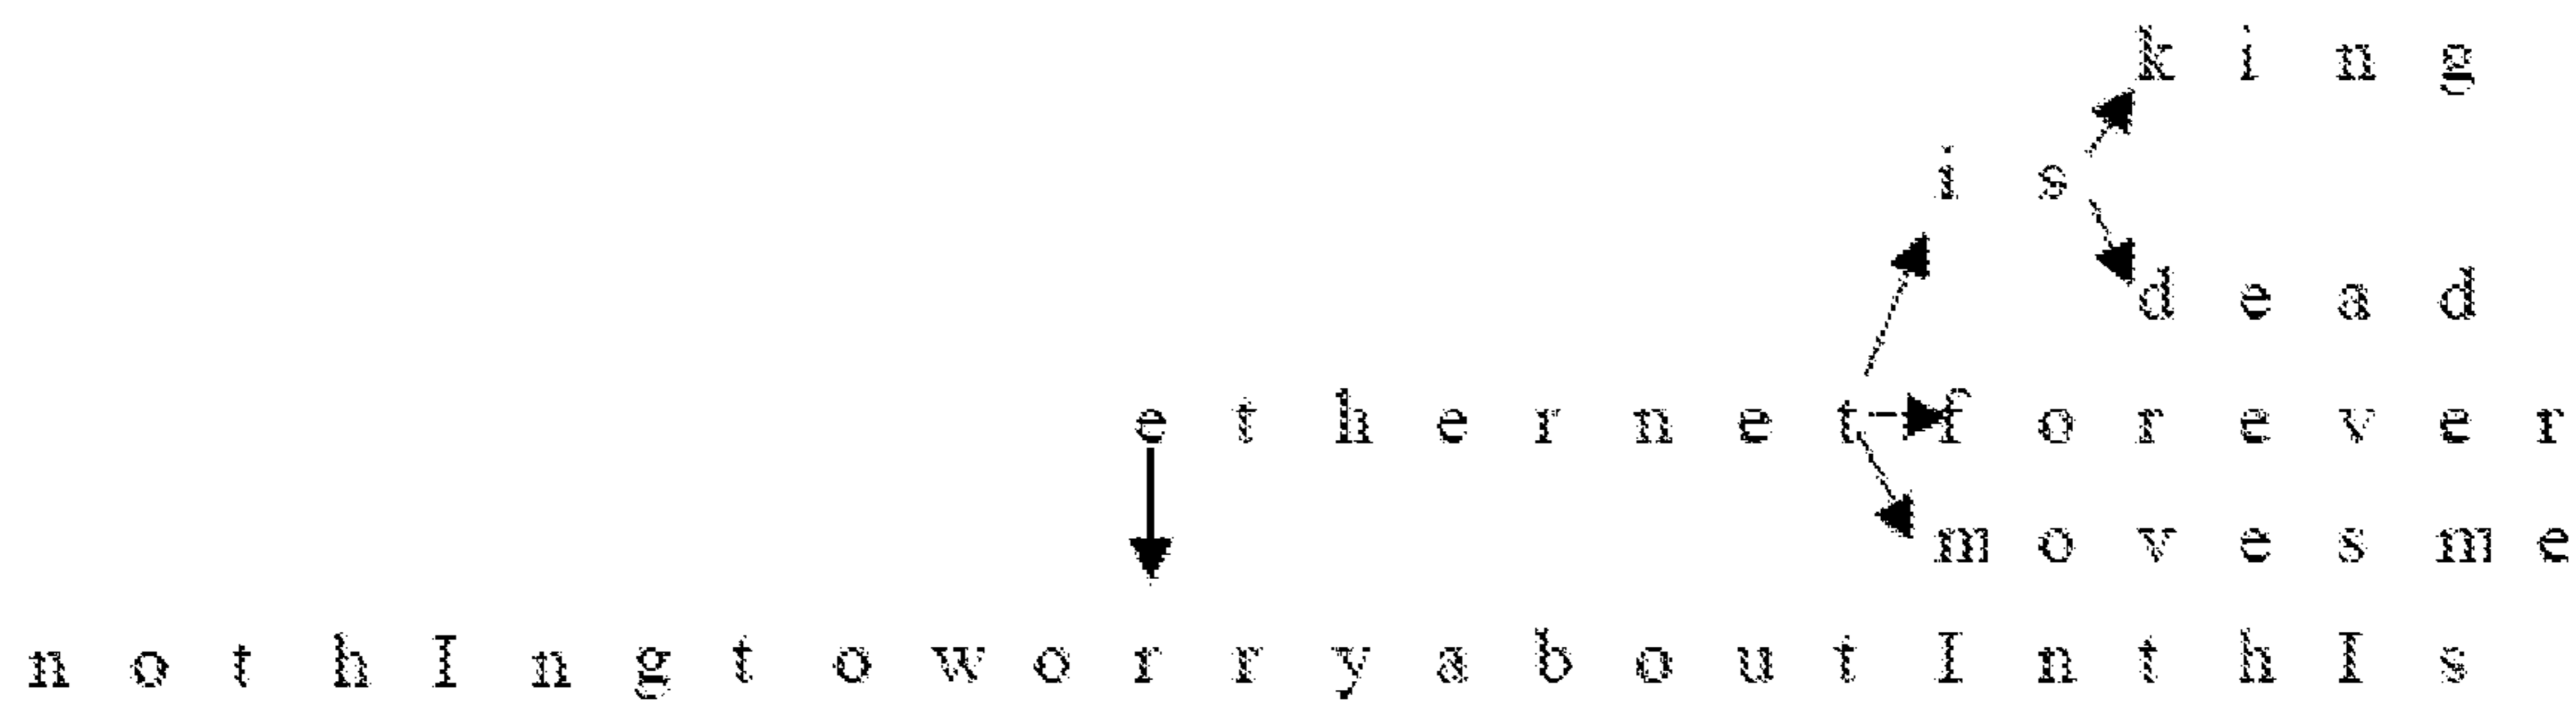 k i n g
i s
d e a d
e t h e r n e t f o r e v e r
m o v e s m e
n o t h I n g t o w o r r y a b o u t I n t h I s